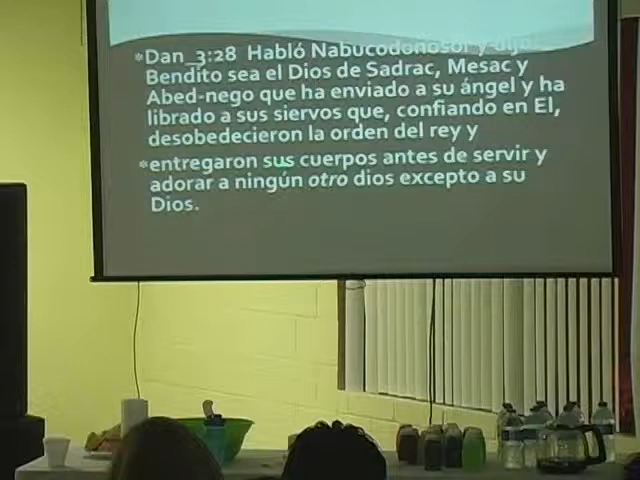 *Dan_3:28 Habló Nabucodonosor y dijo
Bendito sea el Dios de Sadrac, Mesac y
Abed-nego que ha enviado a su ángel y ha
librado a sus siervos que, confiando en El,
desobedecieron la orden del rey y
*entregaron sus cuerpos antes de servir y
adorar a ningún otro dios excepto a su
Dios.